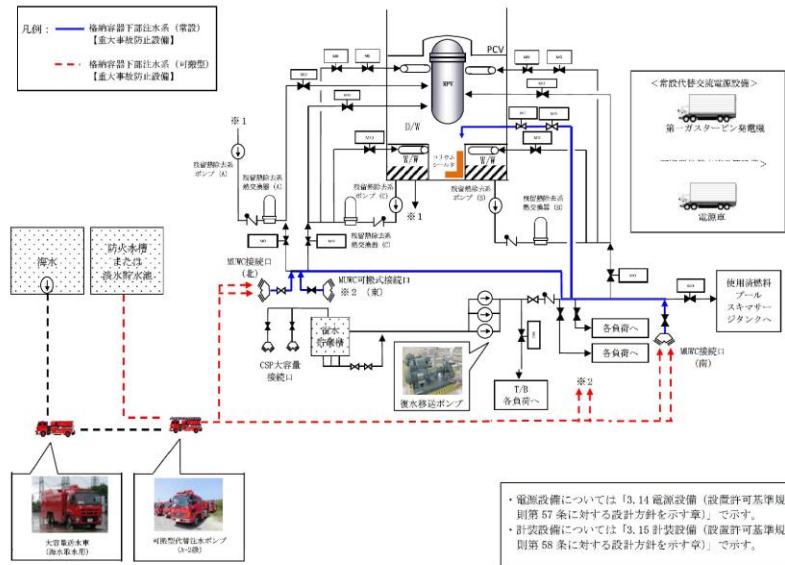 凡例：
格納容器下部注水系(常設)
【重大事故防止設備】
格納容器下部注水系(可搬型)
【重大事故防止設備】
PCV
RPV
D/W
W/W
W/W
コリウム
シールド
MO
※1
残留熱除去系
ポンプ(A)
残留熱除去系
熱交換器(A)
残留熱除去系
ポンプ(C)
残留熱除去系
熱交換器(C)
※1
残留熱除去系
ポンプ(B)
残留熱除去系
熱交換器(B)
＜常設代替交流電源設備＞
第一ガスタービン発電機
電源車
海水
防火水槽
または
淡水貯水池
MUWC接続口
(北)
MUWC可搬式接続口
※2(東)
CSP大容量
接続口
復水
貯蔵槽
復水移送ポンプ
T/B
各負荷へ
各負荷へ
各負荷へ
※2
MUWC接続口
(南)
使用済燃料
プール
スキマサー
ジタンクへ
大容量送水車
(海水取水用)
可搬型代替注水ポンプ
(A-2級)
・電源設備については「3.14 電源設備(設置許可基準規
則第57条に対する設計方針を示す章)」で示す。
・計装設備については「3.15 計装設備(設置許可基準規
則第58条に対する設計方針を示す章)」で示す。